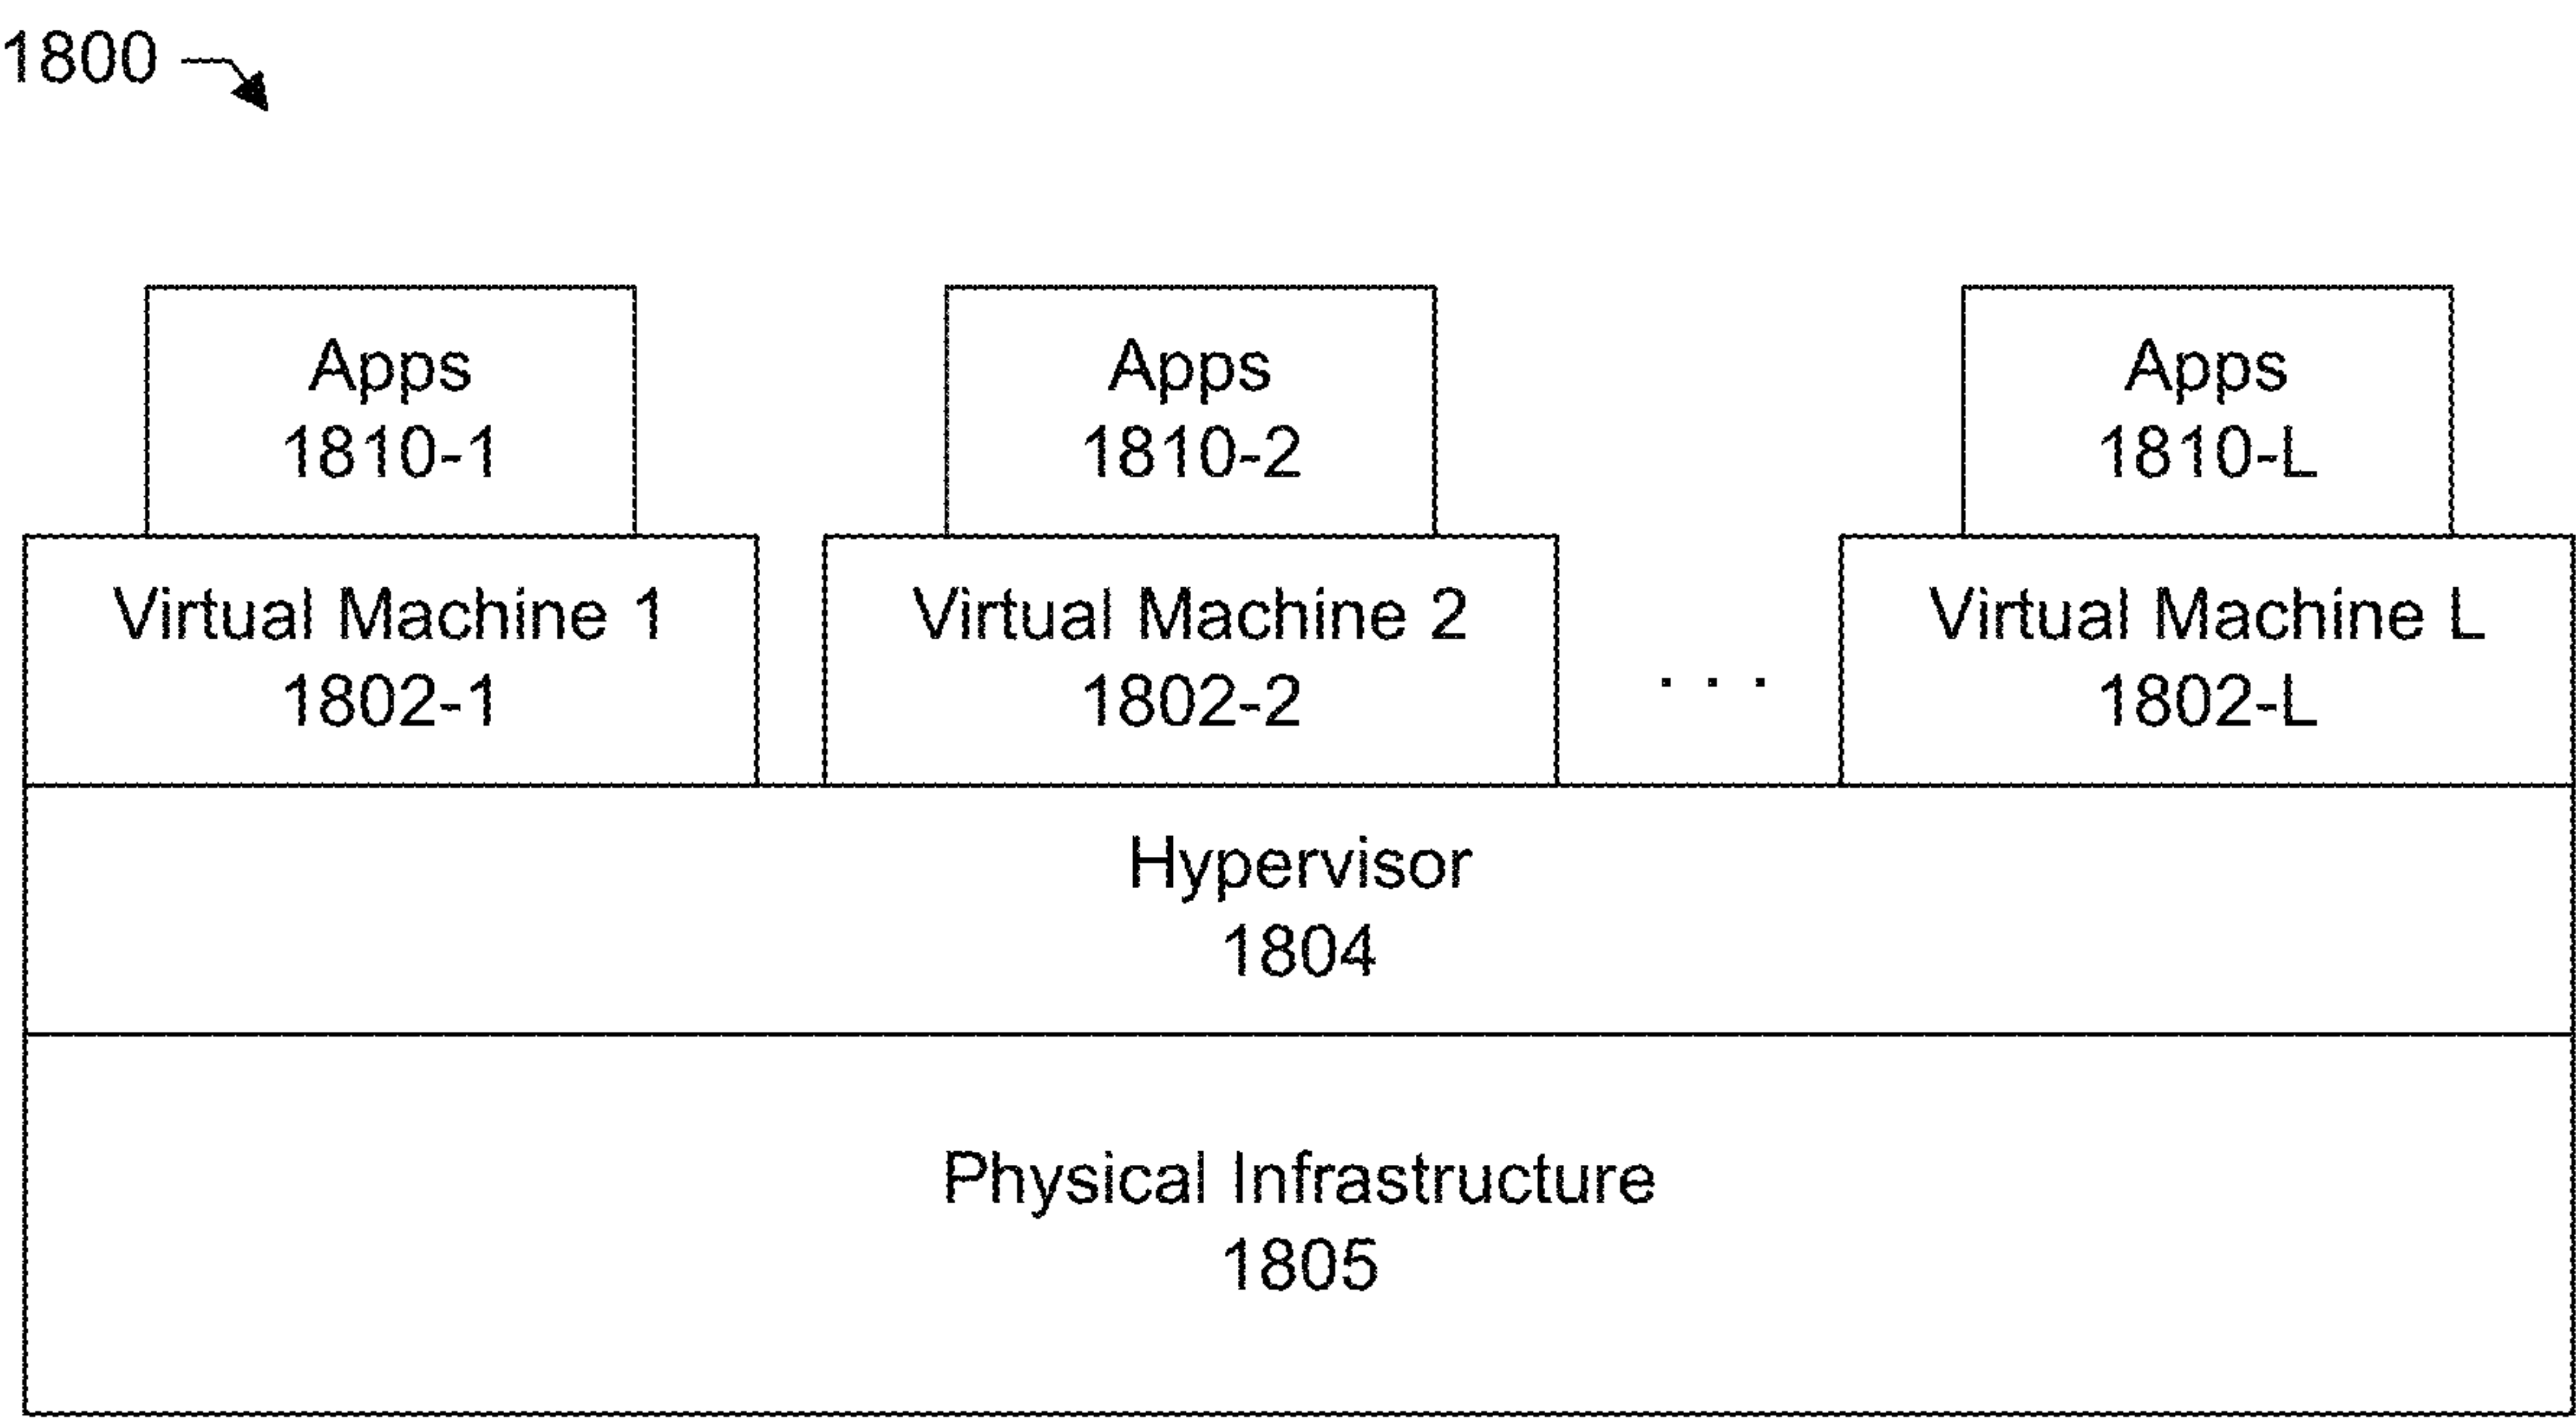 1800
Apps
1810-1
Apps
1810-2
Apps
1810-L
Virtual Machine 1
1802-1
Virtual Machine 2
1802-2
. . .
Virtual Machine L
1802-L
Hypervisor
1804
Physical Infrastructure
1805